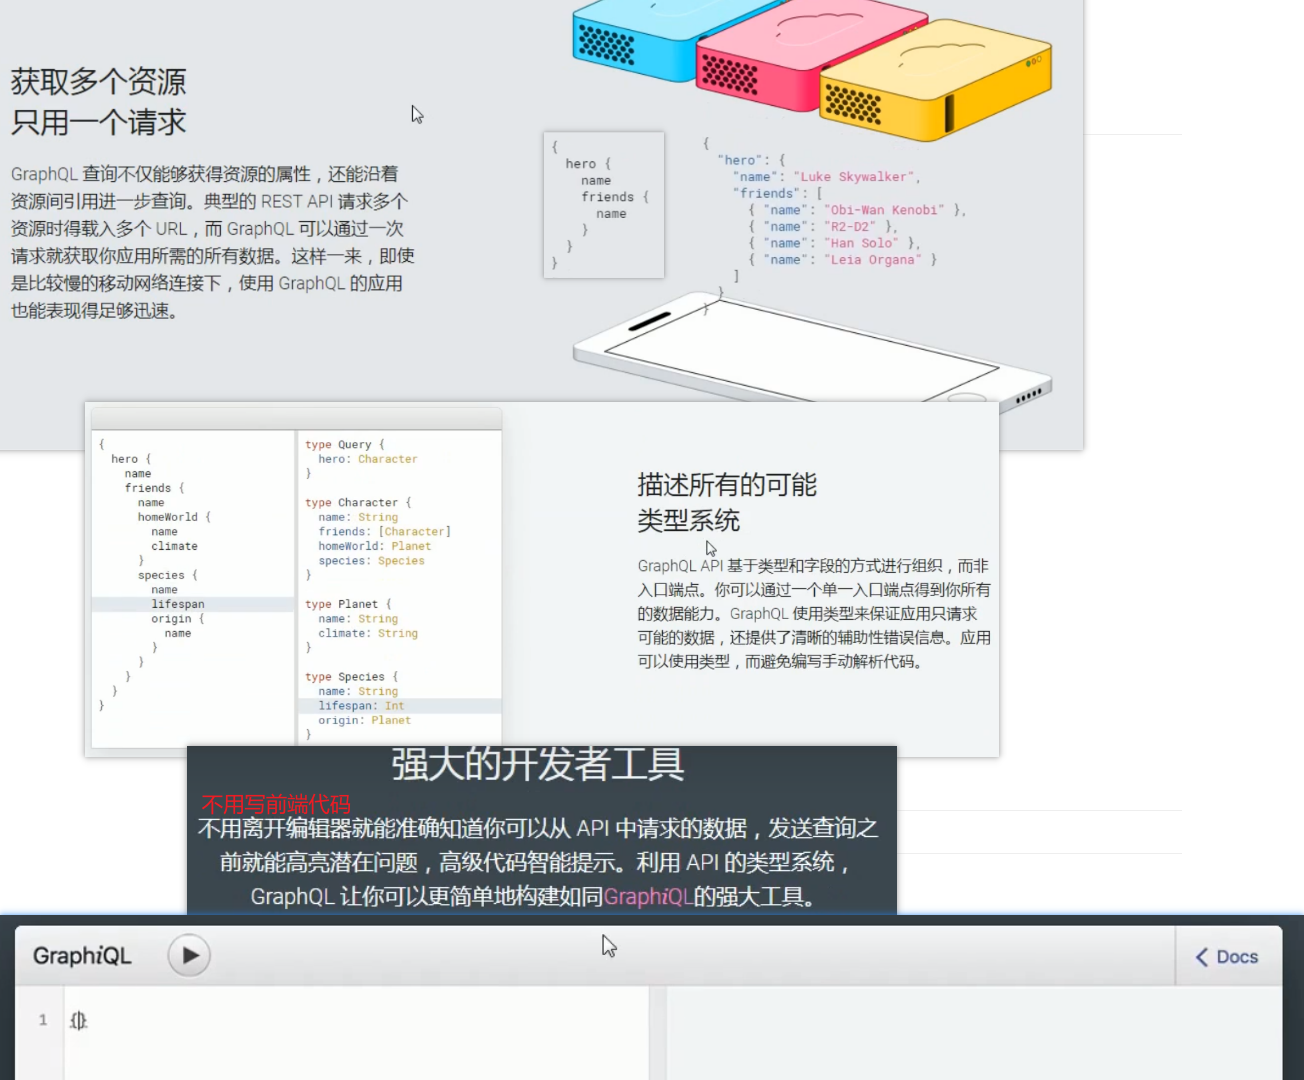 获取多个资源
只用一个请求
GraphQL 查询不仅能够获得资源的属性，还能沿着
资源间引用进一步查询。典型的 REST API 请求多个
资源时得载入多个 URL，而 GraphQL 可以通过一次
请求就获取你应用所需的所有数据。这样一来，即使
是比较慢的移动网络连接下，使用 GraphQL 的应用
也能表现得足够迅速。
{
hero {
name
friends {
name
}
}
}
{
"hero": {
"name": "Luke Skywalker",
"friends": [
{ "name": "Obi-Wan Kenobi" },
{ "name": "R2-D2" },
{ "name": "Han Solo" },
{ "name": "Leia Organa" }
]
}
}
{
hero {
name
friends {
name
homeWorld {
name
climate
}
species {
name
lifespan
origin {
name
}
}
}
}
}
type Query {
hero: Character
}
type Character {
name: String
friends: [Character]
homeWorld: Planet
species: Species
}
type Planet {
name: String
climate: String
}
type Species {
name: String
lifespan: Int
origin: Planet
}
描述所有的可能
类型系统
GraphQL API 基于类型和字段的方式进行组织，而非
入口端点。你可以通过一个单一入口端点得到你所有
的数据能力。GraphQL 使用类型来保证应用只请求
可能的数据，还提供了清晰的辅助性错误信息。应用
可以使用类型，而避免编写手动解析代码。
强大的开发者工具
不用写前端代码
不用离开编辑器就能准确知道你可以从 API 中请求的数据，发送查询之
前就能高亮潜在问题，高级代码智能提示。利用 API 的类型系统，
GraphQL 让你可以更简单地构建如同GraphiQL的强大工具。
GraphiQL
Docs
1 {}